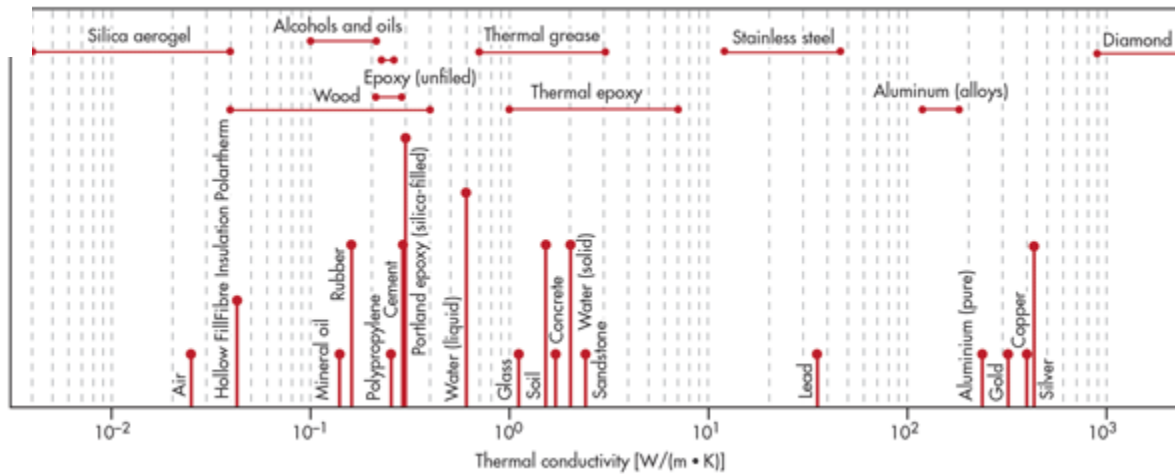 Silica aerogel
Alcohols and oils
Thermal grease
Stainless steel
Diamond
Epoxy (unfiled)
Wood
Thermal epoxy
Aluminum (alloys)
Air
Hollow FillFibre Insulation Polartherm
Mineral oil
Rubber
Polypropylene
Cement
Portland epoxy (silica-filled)
Water (liquid)
Glass
Soil
Concrete
Water (solid)
Sandstone
Lead
Aluminium (pure)
Gold
Copper
Silver
10⁻² 10⁻¹ 10⁰ 10¹ 10² 10³
Thermal conductivity [W/(m • K)]